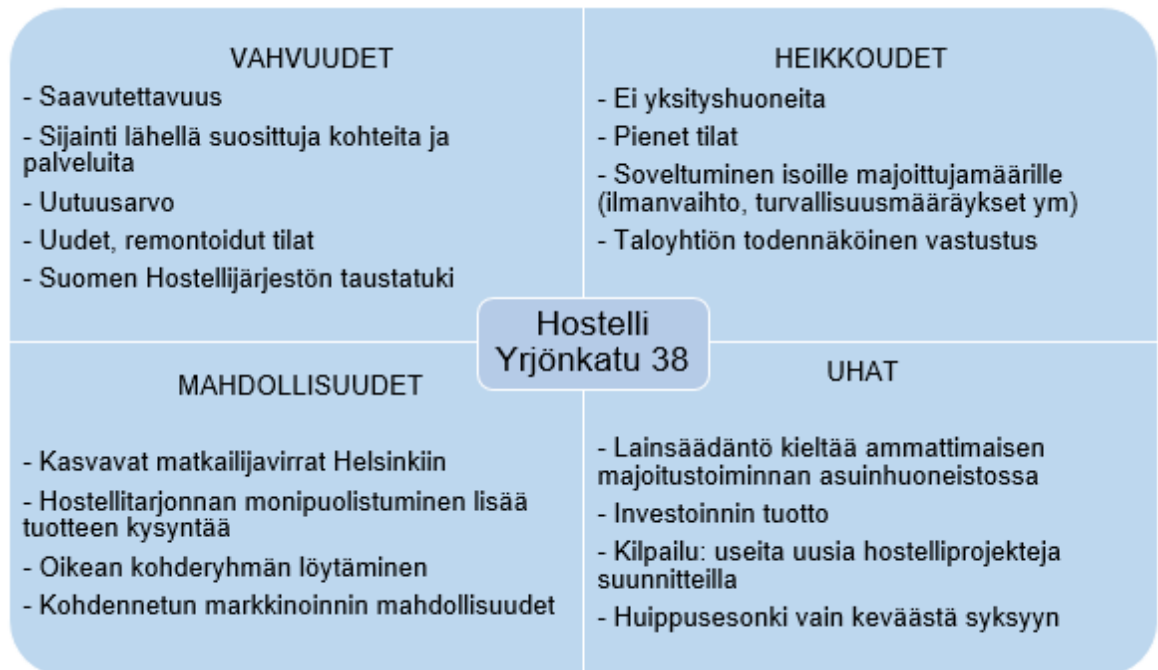 VAHVUUDET
- Saavutettavuus
- Sijainti lähellä suosittuja kohteita ja
palveluita
- Uutuusarvo
- Uudet, remontoidut tilat
- Suomen Hostellijärjestön taustatuki
HEIKKOUDET
- Ei yksityishuoneita
- Pienet tilat
- Soveltuminen isoille majoittujamäärille
(ilmanvaihto, turvallisuusmääräykset ym)
- Taloyhtiön todennäköinen vastustus
Hostelli
Yrjönkatu 38
MAHDOLLISUUDET
- Kasvavat matkailijavirrat Helsinkiin
- Hostellitarjonnan monipuolistuminen lisää
tuotteen kysyntää
- Oikean kohderyhmän löytäminen
- Kohdennetun markkinoinnin mahdollisuudet
UHAT
- Lainsäädäntö kieltää ammattimaisen
majoitustoiminnan asuinhuoneistossa
- Investoinnin tuotto
- Kilpailu: useita uusia hostelliprojekteja
suunnitteilla
- Huippusesonki vain keväästä syksyyn